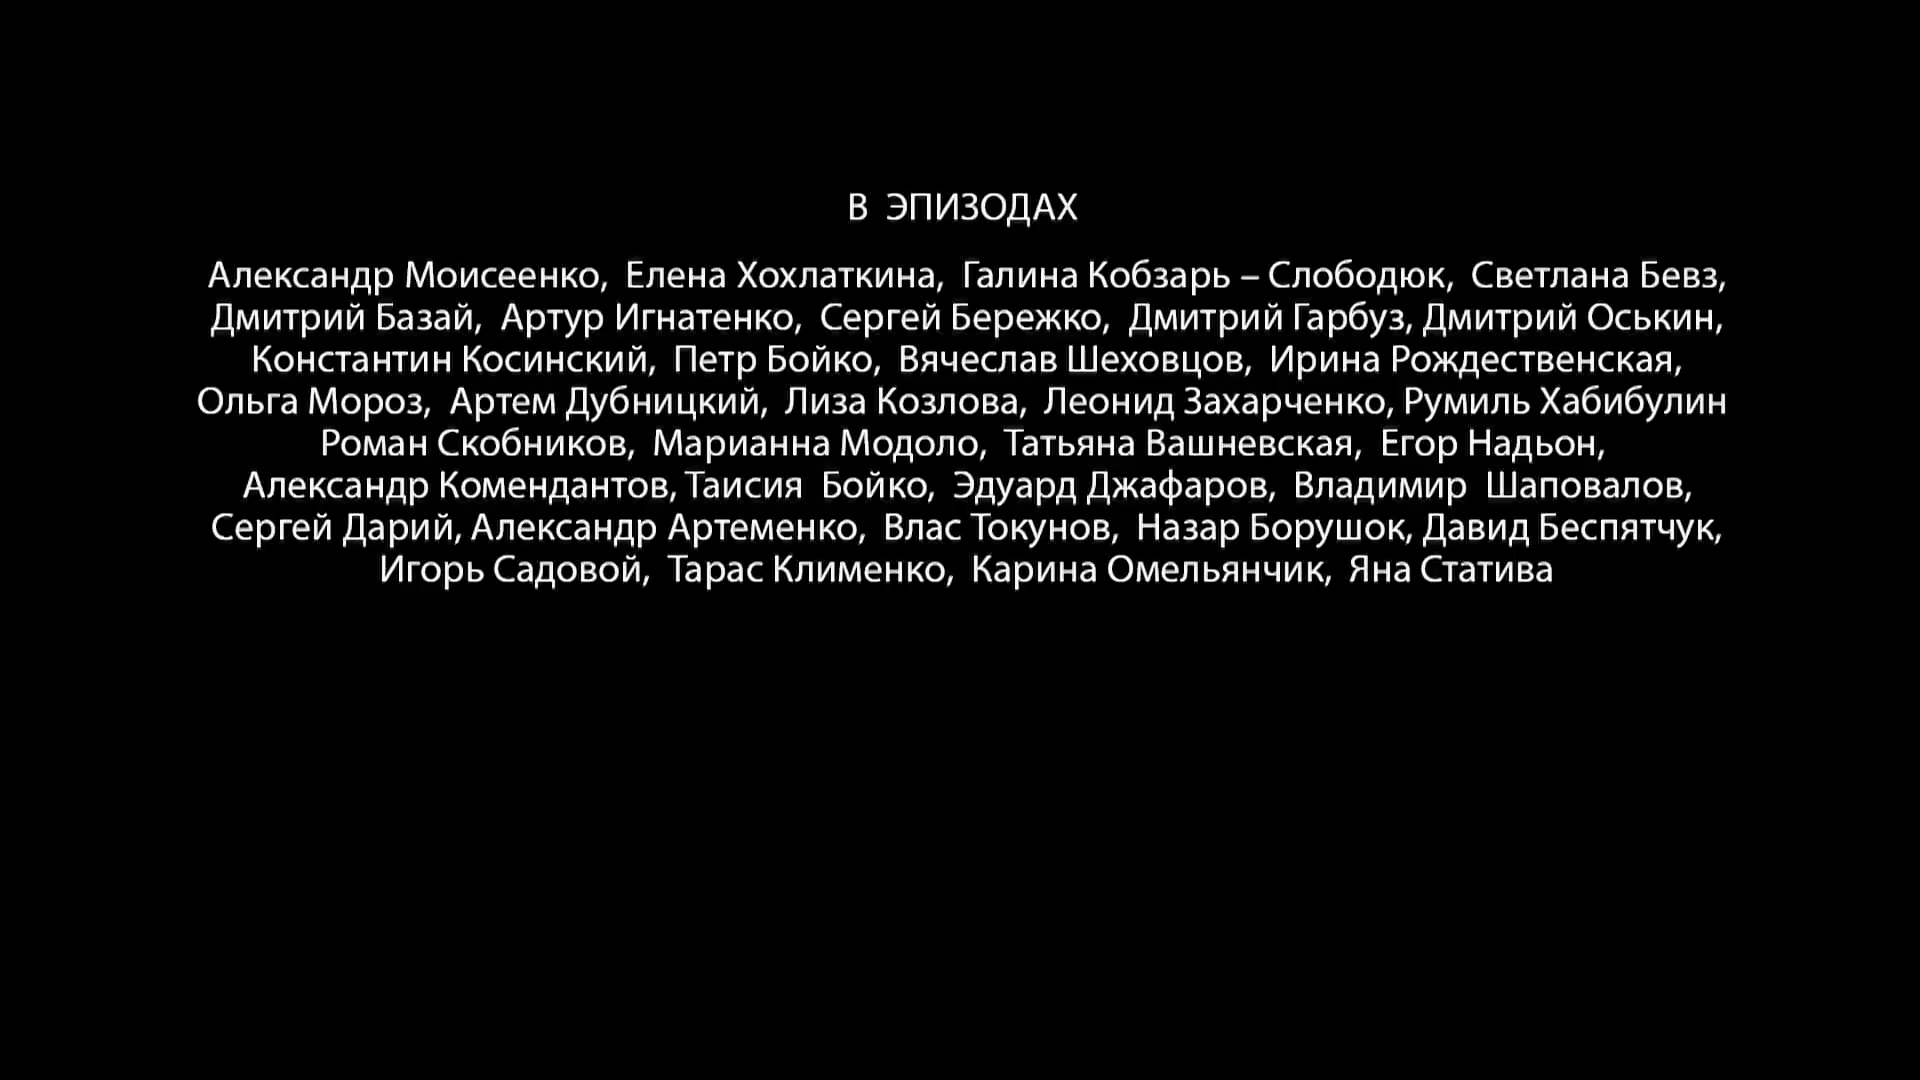 В ЭПИЗОДАХ
Александр Моисеенко, Елена Хохлаткина, Галина Кобзарь – Слободюк, Светлана Бевз,
Дмитрий Базай, Артур Игнатенко, Сергей Бережко, Дмитрий Гарбуз, Дмитрий Оськин,
Константин Косинский, Петр Бойко, Вячеслав Шеховцов, Ирина Рождественская,
Ольга Мороз, Артем Дубницкий, Лиза Козлова, Леонид Захарченко, Румиль Хабибулин
Роман Скобников, Марианна Модоло, Татьяна Вашневская, Егор Надьон,
Александр Комендантов, Таисия Бойко, Эдуард Джафаров, Владимир Шаповалов,
Сергей Дарий, Александр Артеменко, Влас Токунов, Назар Борушок, Давид Беспятчук,
Игорь Садовой, Тарас Клименко, Карина Омельянчик, Яна Статива